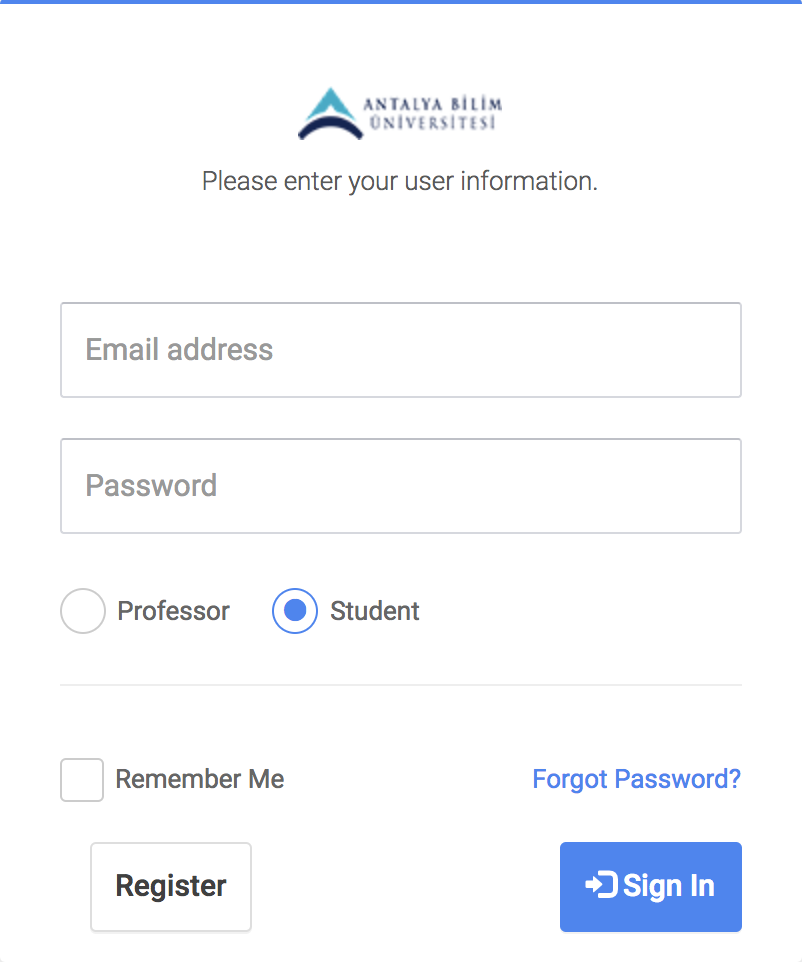 ANTALYA BİLİM
ÜNİVERSİTESİ
Please enter your user information.
Email address
Password
Professor Student
Remember Me Forgot Password?
Register Sign In